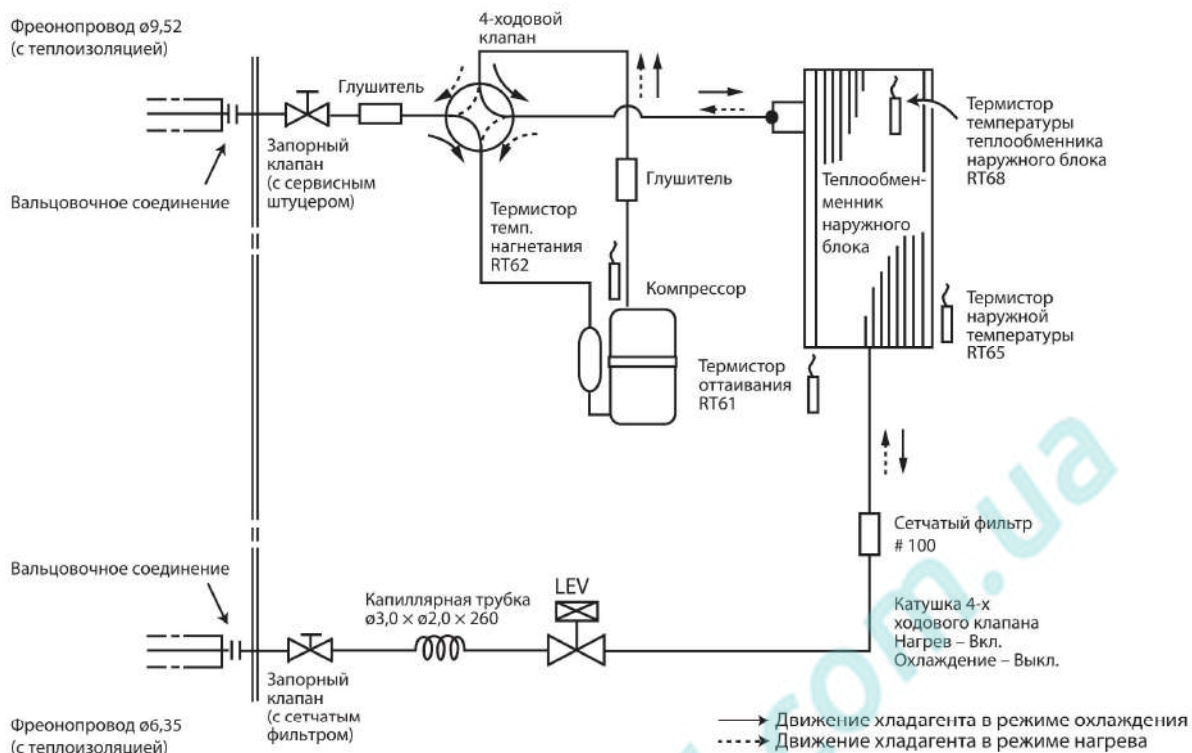 Фреонопровод ø9,52
(с теплоизоляцией)
4-ходовой
клапан
Глушитель
Запорный
клапан
(с сервисным
штуцером)
Вальцовочное соединение
Термистор
температуры
теплообменника
наружного блока
RT68
Глушитель
Теплообмен-
менник
наружного
блока
Термистор
темп.
нагнетания
RT62
Компрессор
Термистор
наружной
температуры
RT65
Термистор
оттаивания
RT61
Сетчатый фильтр
# 100
Вальцовочное соединение
Капиллярная трубка
ø3,0 × ø2,0 × 260
LEV
Катушка 4-х
ходового клапана
Нагрев – Вкл.
Охлаждение – Выкл.
Запорный
клапан
(с сетчатым
фильтром)
Фреонопровод ø6,35
(с теплоизоляцией)
Движение хладагента в режиме охлаждения
Движение хладагента в режиме нагрева
.com.ua